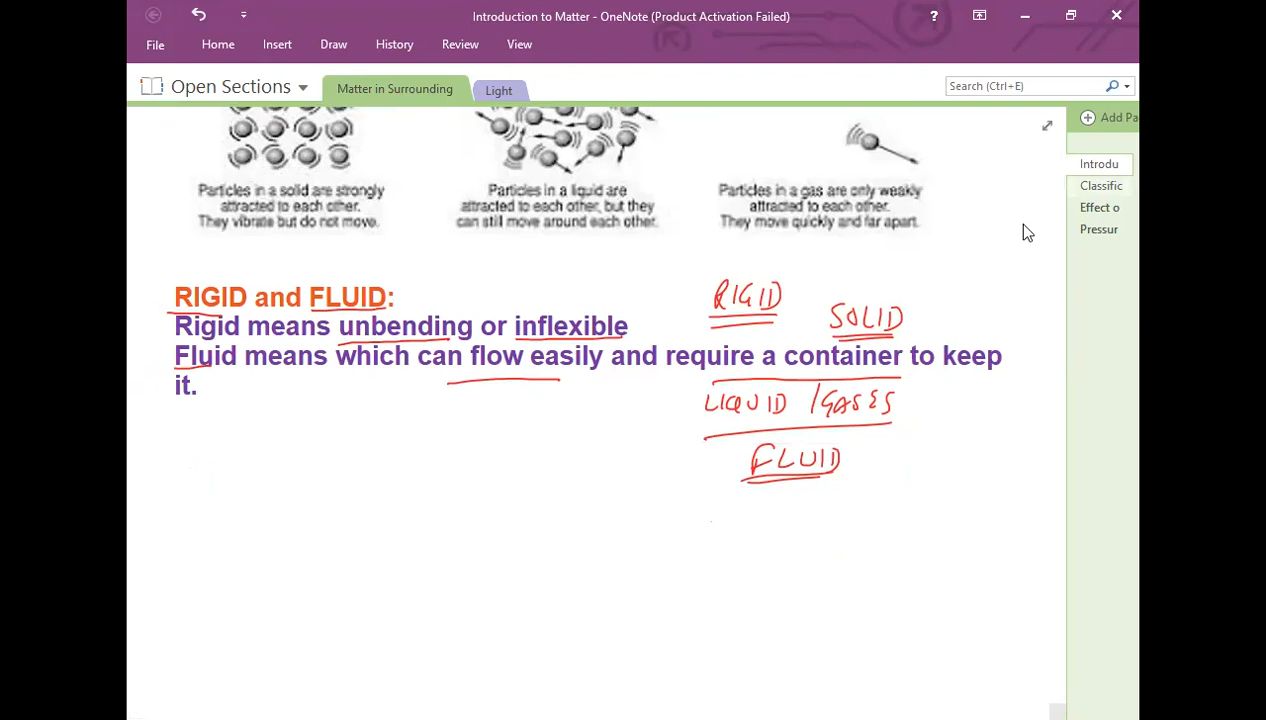 Introduction to Matter - OneNote (Product Activation Failed)
?
File Home Insert Draw History Review View
Open Sections
Matter in Surrounding
Light
Search (Ctrl+E)
Add Pa
Introdu
Classific
Effect o
Pressur
Particles in a solid are strongly
attracted to each other.
They vibrate but do not move.
Particles in a liquid are
attracted to each other, but they
can still move around each other.
Particles in a gas are only weakly
attracted to each other.
They move quickly and far apart.
RIGID and FLUID:
RIGID
Rigid means unbending or inflexible
SOLID
Fluid means which can flow easily and require a container to keep
it.
LIQUID / GASES
FLUID